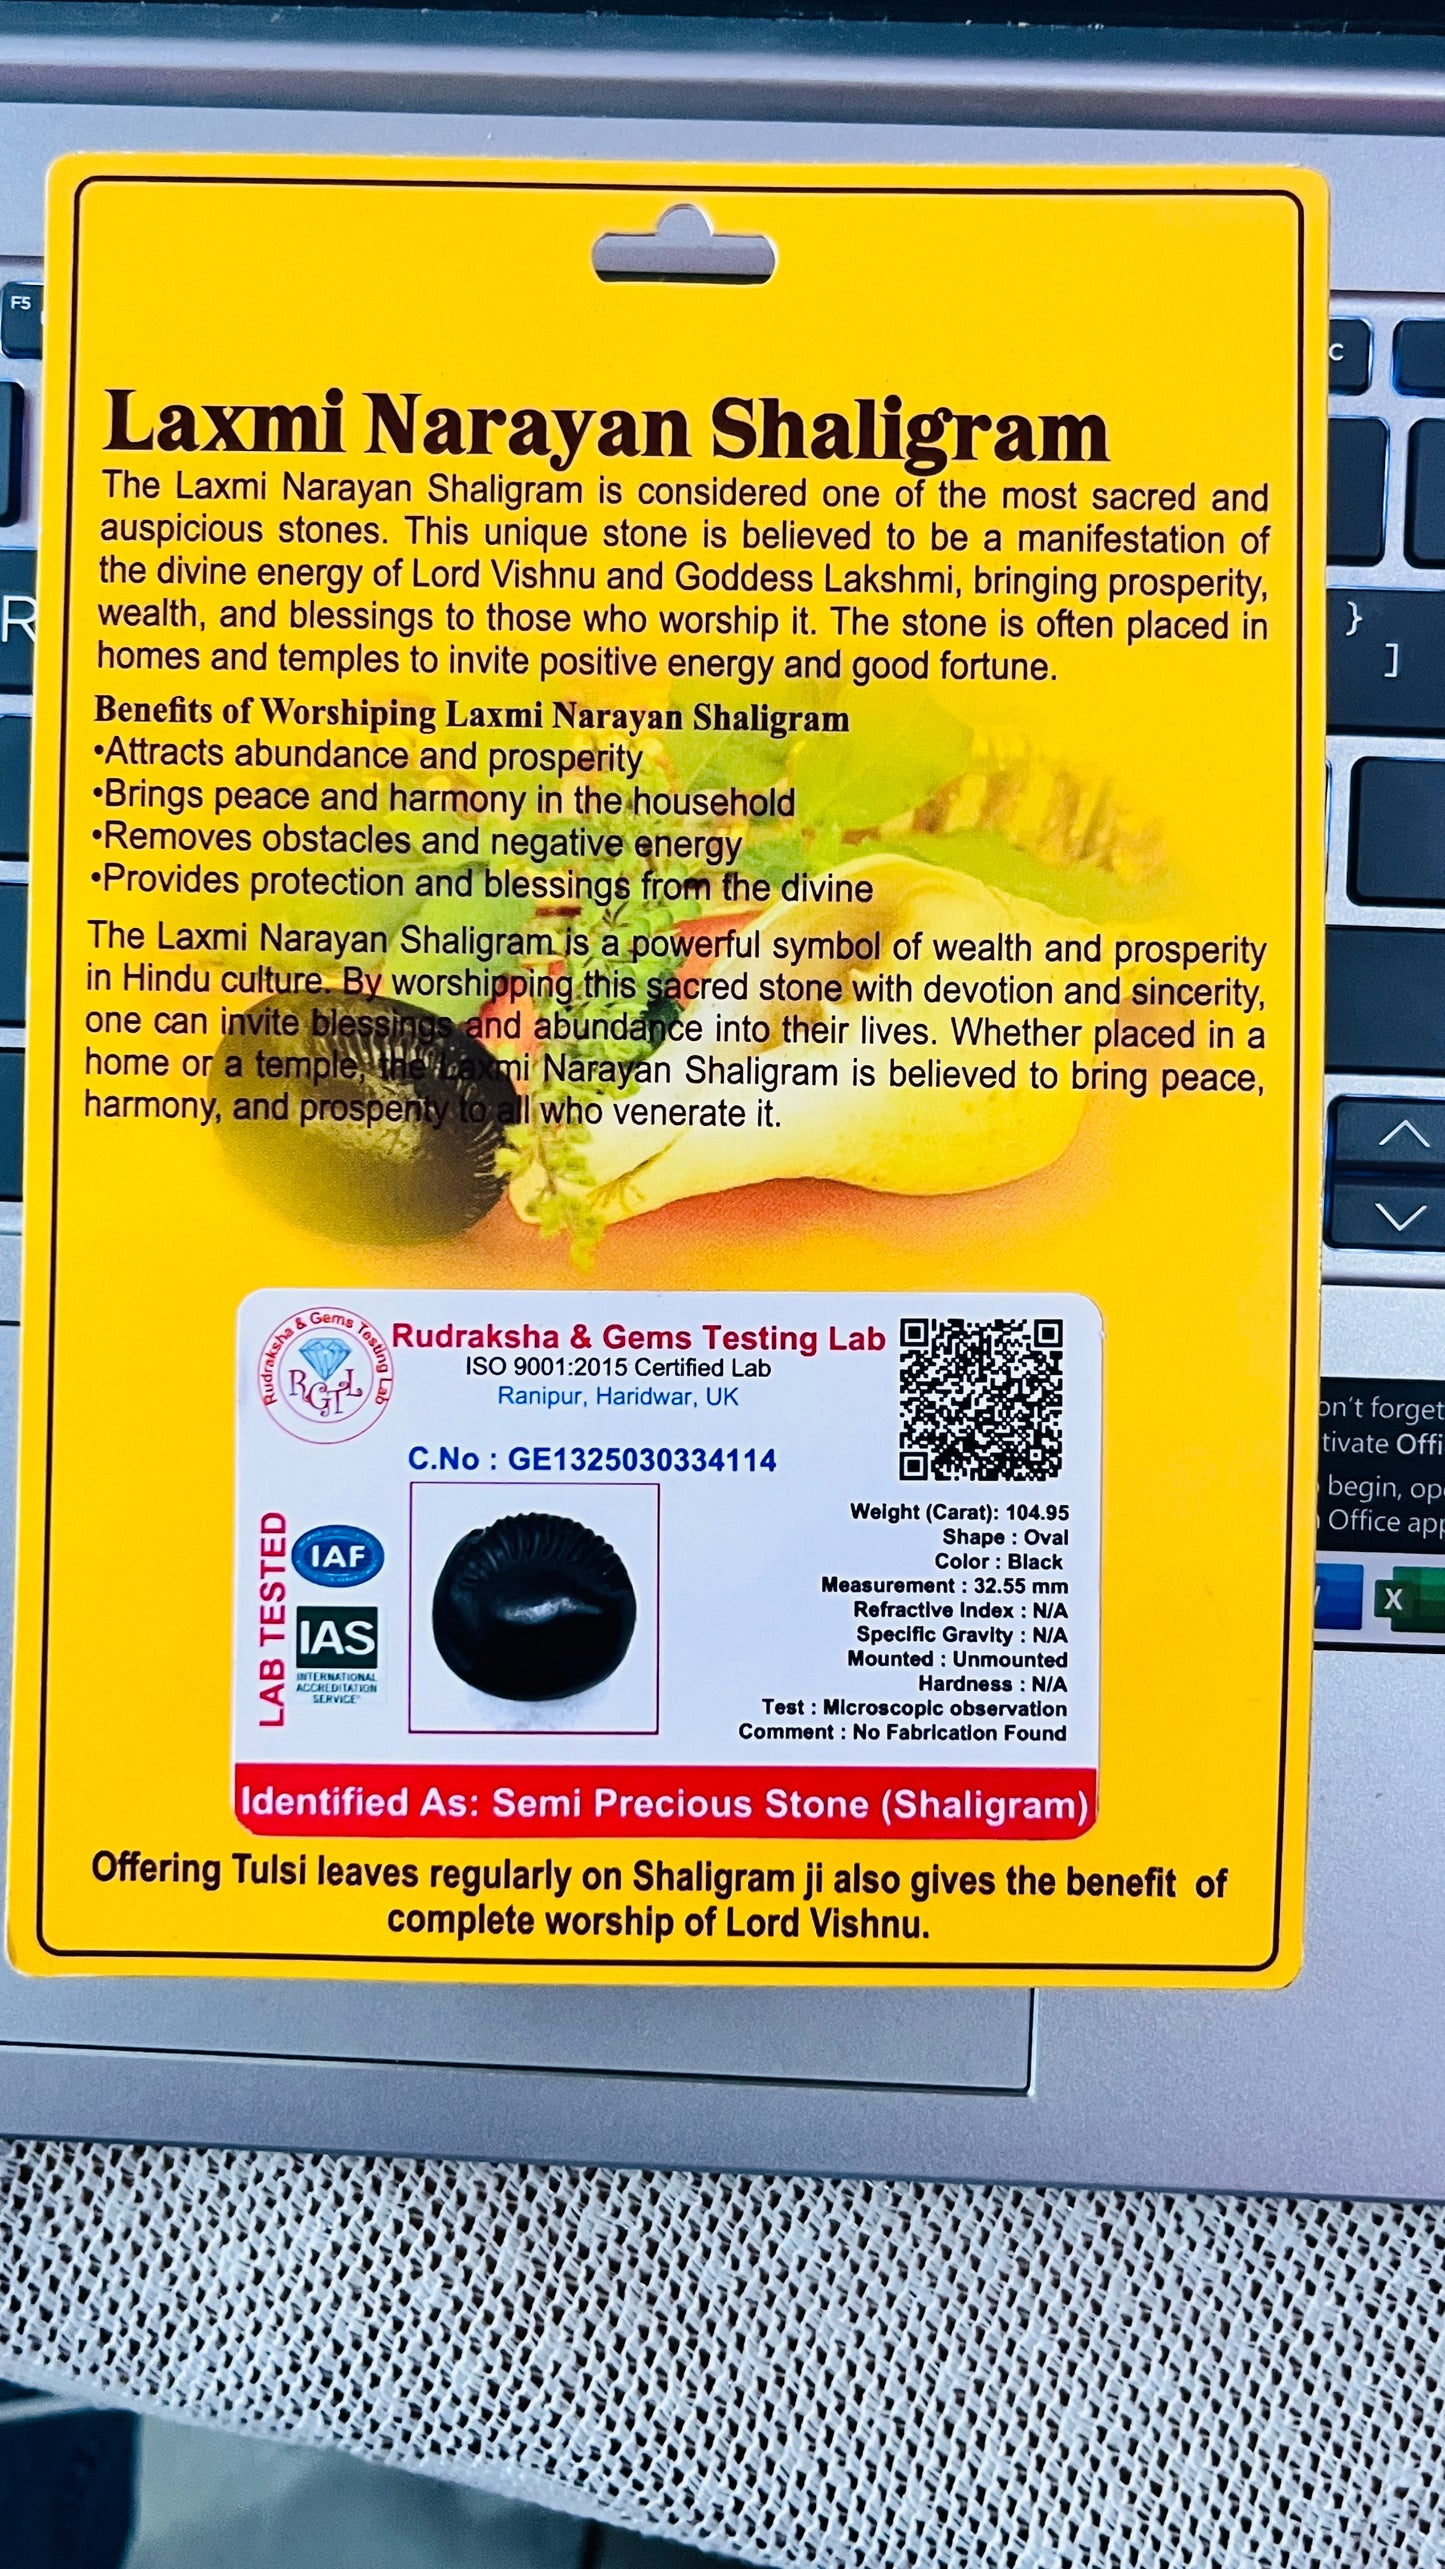 F5
C
R
}
]
Laxmi Narayan Shaligram
The Laxmi Narayan Shaligram is considered one of the most sacred and
auspicious stones. This unique stone is believed to be a manifestation of
the divine energy of Lord Vishnu and Goddess Lakshmi, bringing prosperity,
wealth, and blessings to those who worship it. The stone is often placed in
homes and temples to invite positive energy and good fortune.
Benefits of Worshiping Laxmi Narayan Shaligram
•Attracts abundance and prosperity
•Brings peace and harmony in the household
•Removes obstacles and negative energy
•Provides protection and blessings from the divine
The Laxmi Narayan Shaligram is a powerful symbol of wealth and prosperity
in Hindu culture. By worshipping this sacred stone with devotion and sincerity,
one can invite blessings and abundance into their lives. Whether placed in a
home or a temple, the Laxmi Narayan Shaligram is believed to bring peace,
harmony, and prosperity to all who venerate it.
Rudraksha & Gems Testing Lab
RGTL
Rudraksha & Gems Testing Lab
ISO 9001:2015 Certified Lab
Ranipur, Haridwar, UK
C.No : GE1325030334114
LAB TESTED
IAF
IAS
INTERNATIONAL
ACCREDITATION
SERVICE
Weight (Carat): 104.95
Shape : Oval
Color : Black
Measurement : 32.55 mm
Refractive Index : N/A
Specific Gravity : N/A
Mounted : Unmounted
Hardness : N/A
Test : Microscopic observation
Comment : No Fabrication Found
Identified As: Semi Precious Stone (Shaligram)
Offering Tulsi leaves regularly on Shaligram ji also gives the benefit of
complete worship of Lord Vishnu.
on't forget
tivate Offi
begin, op
Office app
X